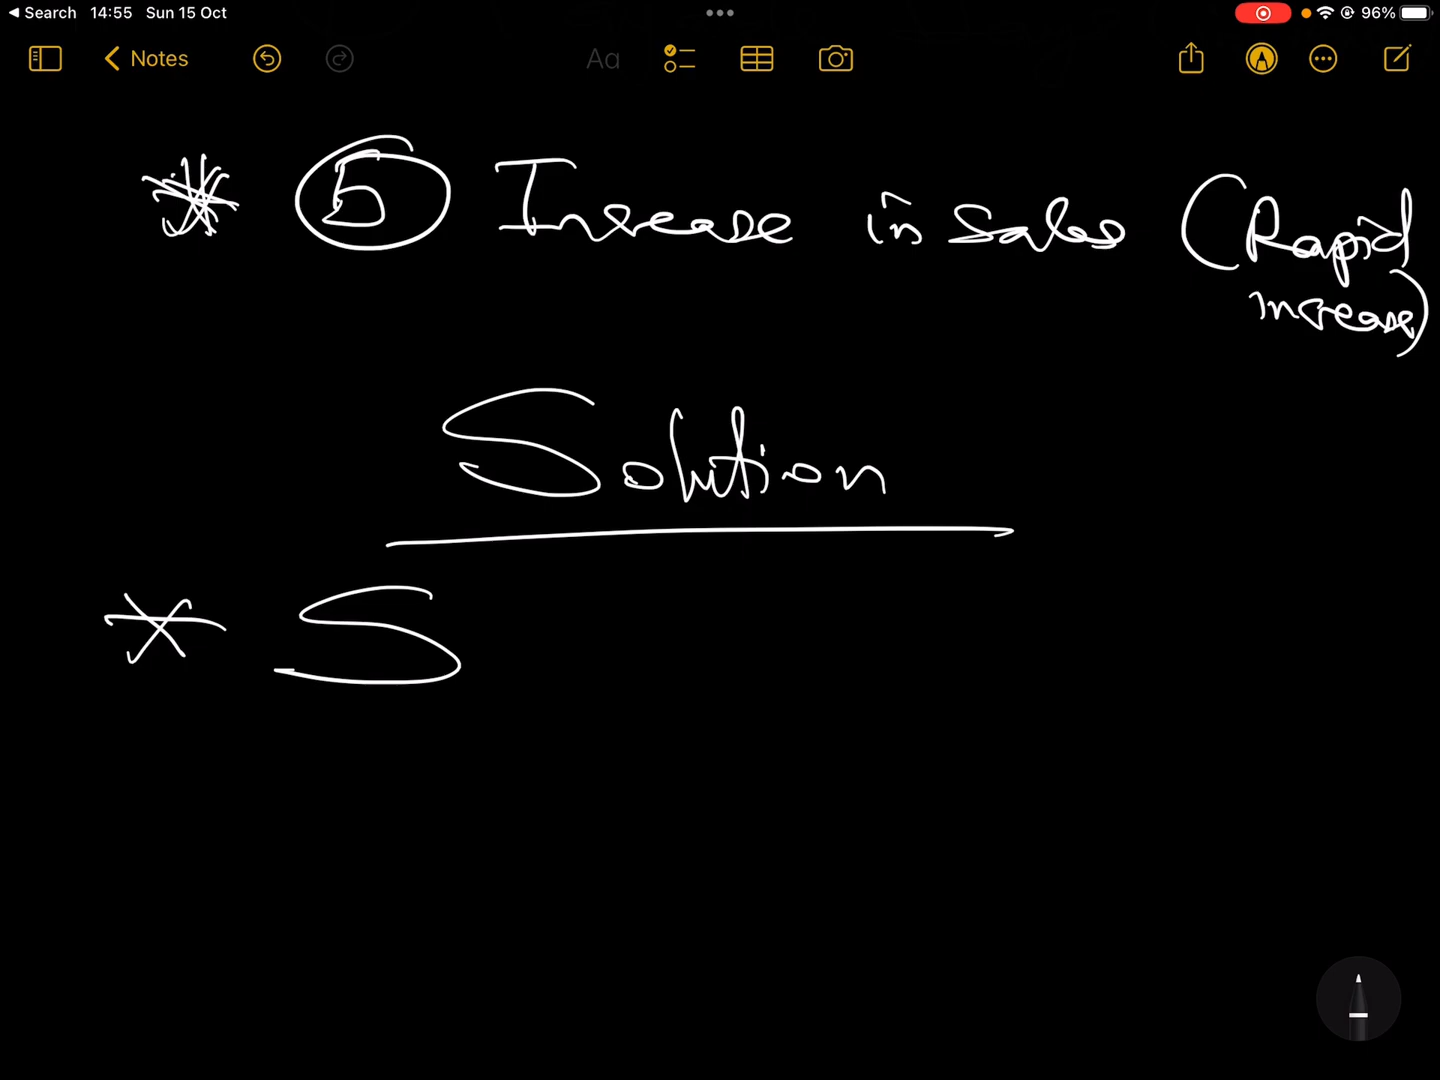 Search 14:55 Sun 15 Oct 96%
Notes Aa
* 5 Increase in Sales (Rapid
increase)
Solution
* S